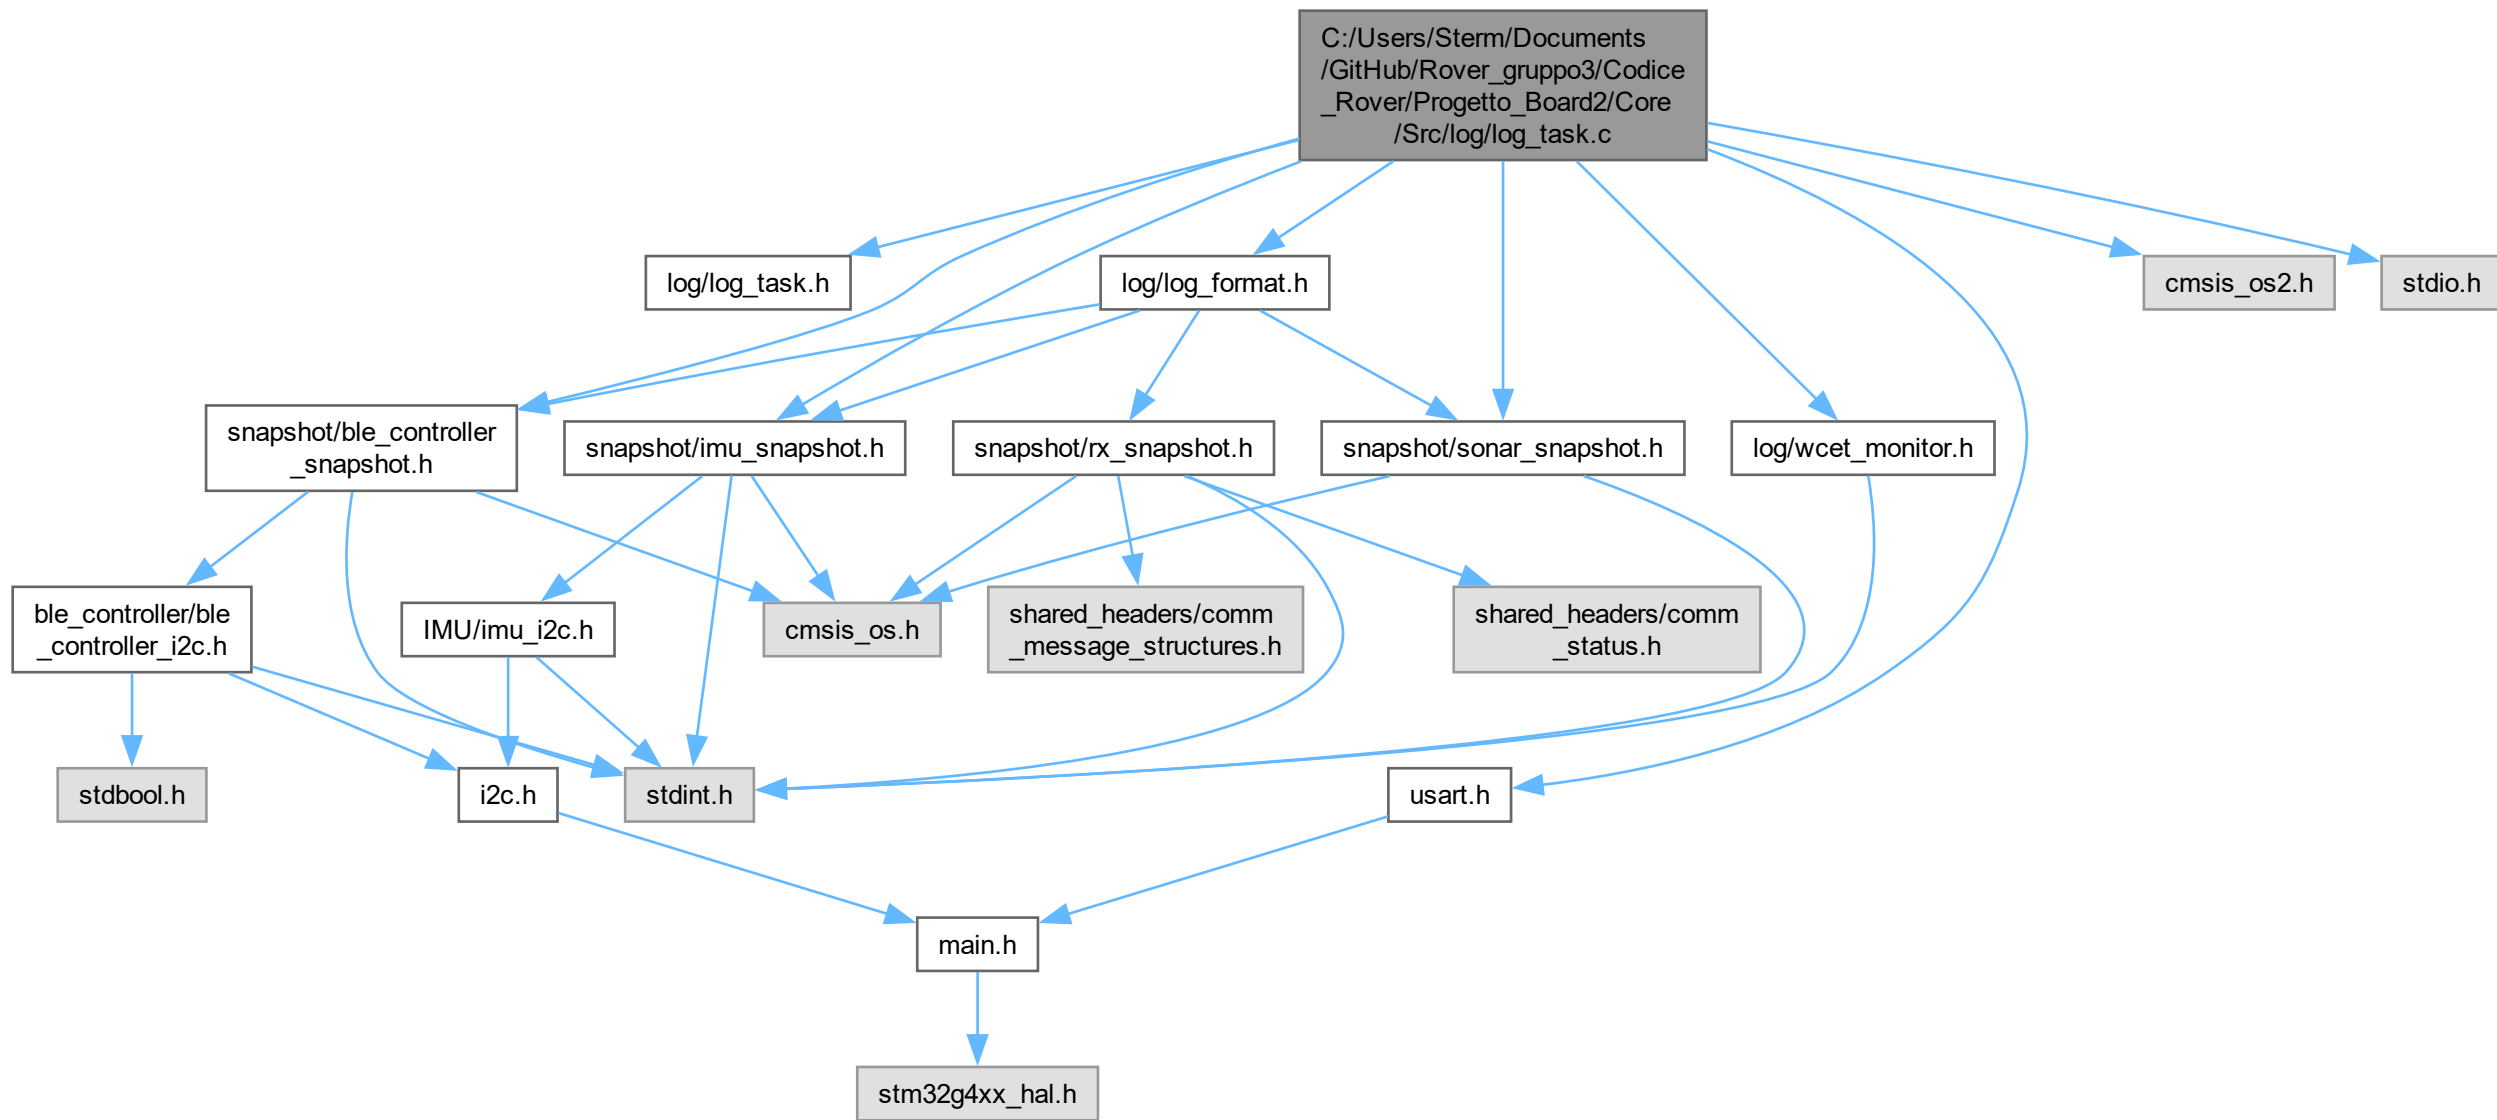 C:/Users/Sterm/Documents
/GitHub/Rover_gruppo3/Codice
_Rover/Progetto_Board2/Core
/Src/log/log_task.c
log/log_task.h
log/log_format.h
cmsis_os2.h
stdio.h
snapshot/ble_controller
_snapshot.h
snapshot/imu_snapshot.h
snapshot/rx_snapshot.h
snapshot/sonar_snapshot.h
log/wcet_monitor.h
ble_controller/ble
_controller_i2c.h
IMU/imu_i2c.h
cmsis_os.h
shared_headers/comm
_message_structures.h
shared_headers/comm
_status.h
stdbool.h
i2c.h
stdint.h
usart.h
main.h
stm32g4xx_hal.h